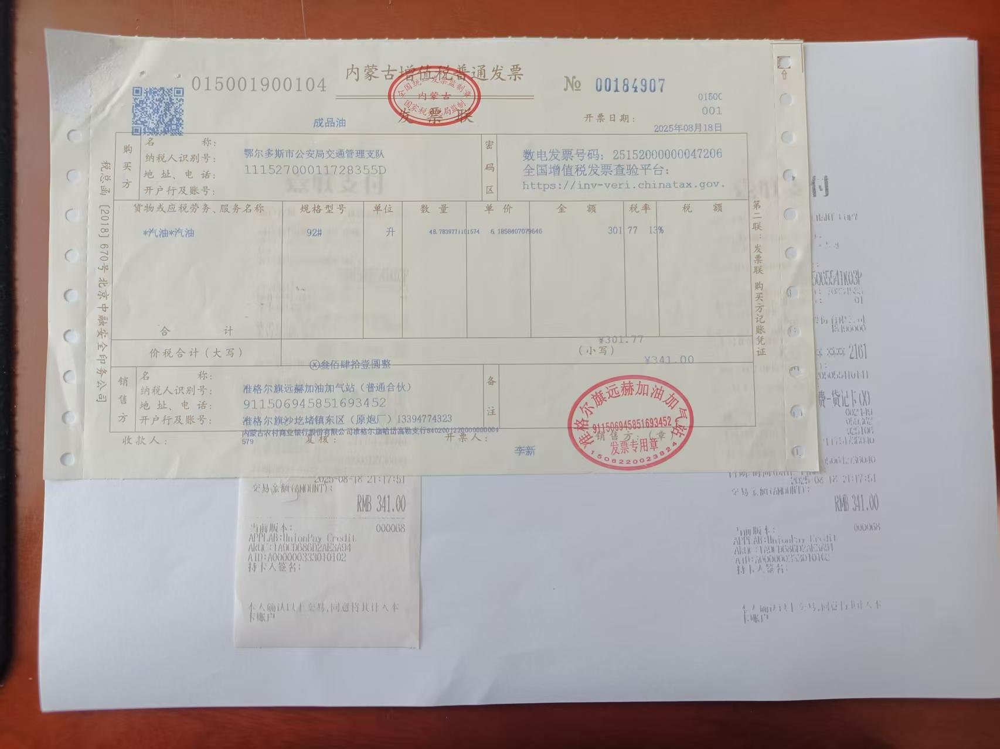 内蒙古增值税普通发票
015001900104
№ 00184907
全国统一发票监制章
内蒙古
国家税务总局监制
发票联
0150C
001
成品油
开票日期:
2025年08月18日
购买方
名 称:
鄂尔多斯市公安局交通管理支队
纳税人识别号:
11152700011728355D
地 址、电 话:
开户行及账号:
密码区
数电发票号码: 25152000000047206
全国增值税发票查验平台:
https://inv-veri.chinatax.gov.
货物或应税劳务、服务名称 规格型号 单位 数 量 单 价 金 额 税率 税 额
*汽油*汽油 92# 升 48.7839771101574 6.1858407079646 301 77 13%
合 计
¥301.77
价税合计(大写)
(小写)
ⓧ叁佰肆拾壹圆整
¥341.00
销售方
名 称:
准格尔旗远赫加油加气站(普通合伙)
纳税人识别号:
911506945851693452
地 址、电 话:
准格尔旗沙圪堵镇东区(原炮厂)13394774323
开户行及账号:
内蒙古农村商业银行股份有限公司准格尔旗哈岱高勒支行8402001220000000004
579
备注
收款人:
复核:
开票人:
李新
销售方:(章)
准格尔旗远赫加油加气站
911506945851693452
发票专用章
1508220023824
税总函〔2018〕670号北京中融安全印务公司
第二联:发票联 购买方记账凭证
2025-08-18 21:17:51
交易金额(AMOUNT):
RMB 341.00
当前版本: 000068
APPLAB:UnionPay Credit
ARQC:1A9CD686D2AE3A94
AID:A000000333010102
持卡人签名:
本人确认以上交易,同意将其计入本
卡账户
付
01
2161
2025 08 18 21:17:51
交易金额(AMOUNT):
RMB 341.00
当前版本: 000068
APPLAB:UnionPay Credit
ARQC:1A9CD686D2AE3A94
AID:A000000333010102
持卡人签名:
本人确认以上交易,同意将其计入本
卡账户